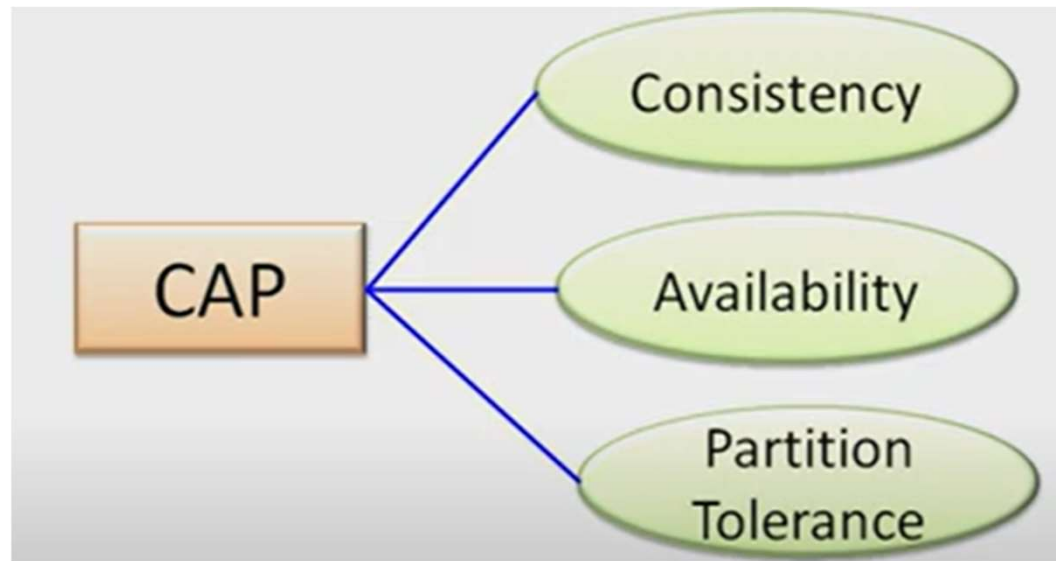 CAP
Consistency
Availability
Partition
Tolerance